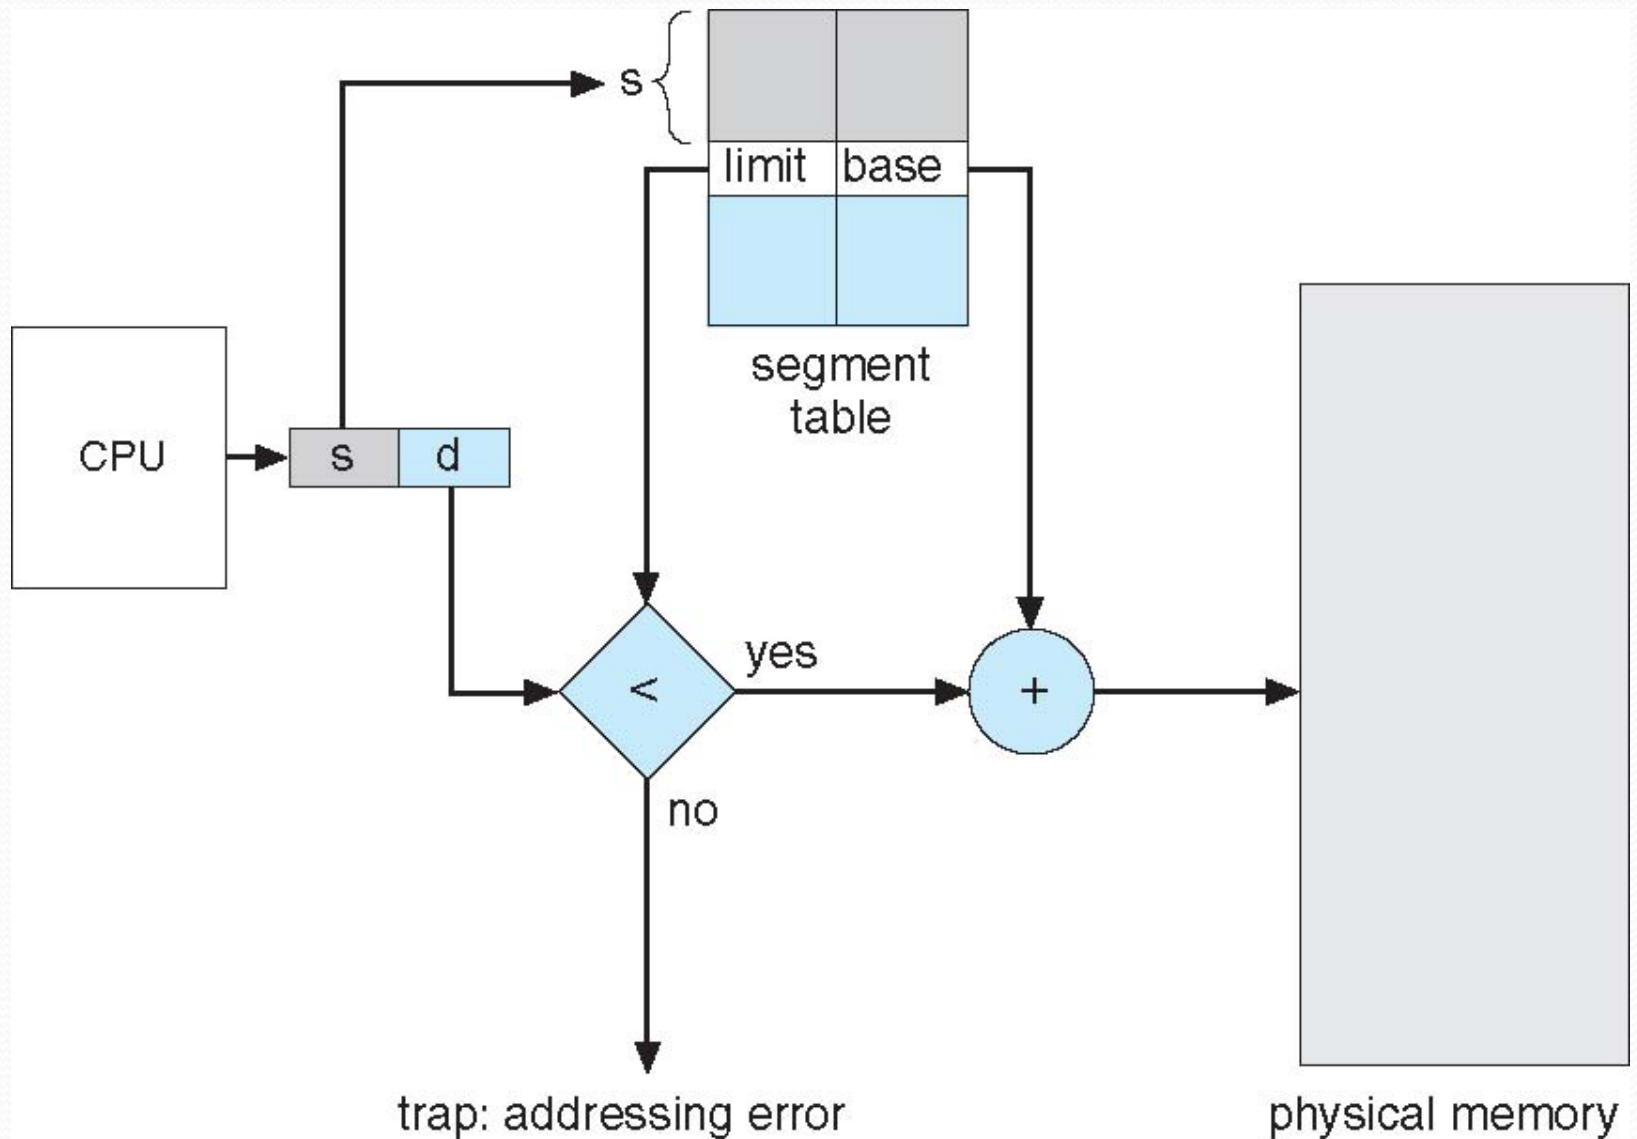 s
limit base
segment
table
CPU
s d
<
yes
+
no
trap: addressing error
physical memory